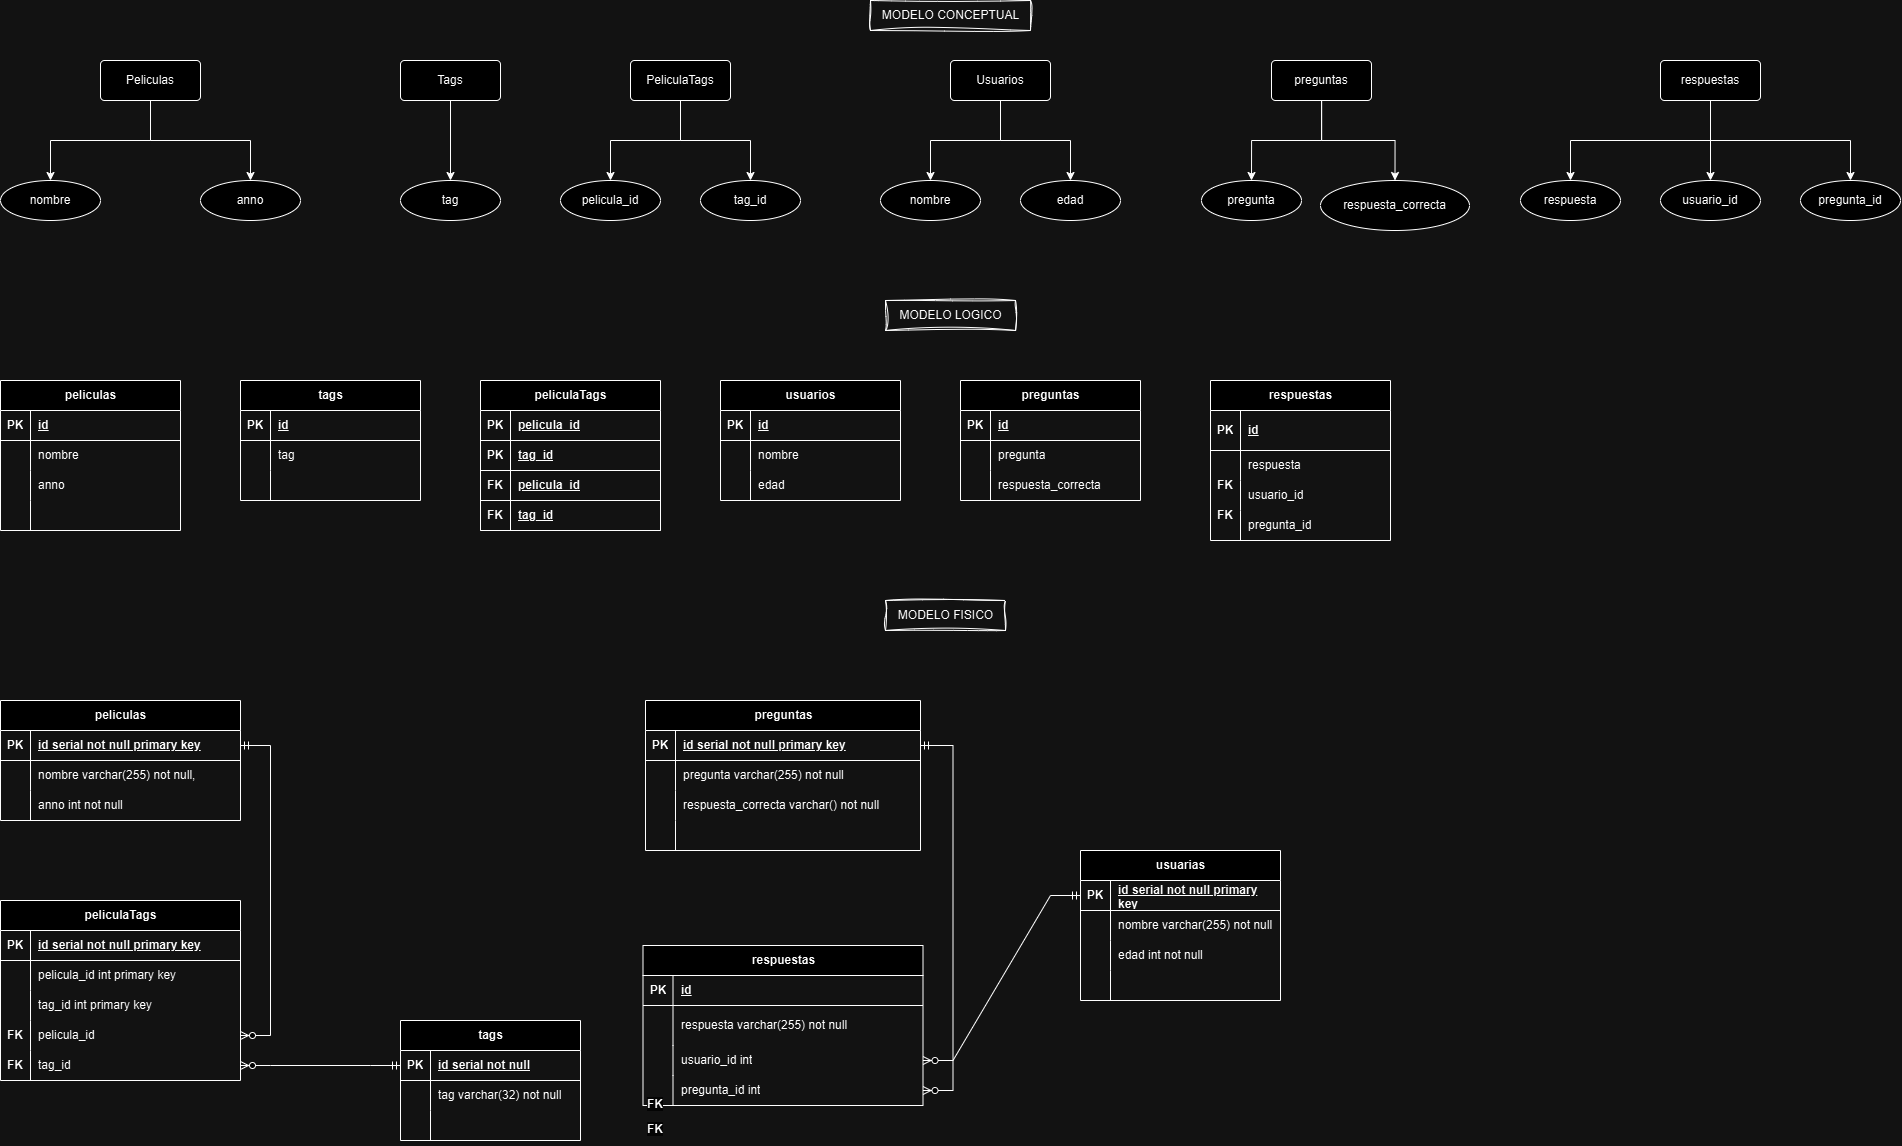 MODELO CONCEPTUAL
Peliculas
Tags
PeliculaTags
Usuarios
preguntas
respuestas
nombre
anno
tag
pelicula_id
tag_id
nombre
edad
pregunta
respuesta_correcta
respuesta
usuario_id
pregunta_id
MODELO LOGICO
peliculas
PK id
nombre
anno
tags
PK id
tag
peliculaTags
PK pelicula_id
PK tag_id
FK pelicula_id
FK tag_id
usuarios
PK id
nombre
edad
preguntas
PK id
pregunta
respuesta_correcta
respuestas
PK id
respuesta
FK usuario_id
FK pregunta_id
MODELO FISICO
peliculas
PK id serial not null primary key
nombre varchar(255) not null,
anno int not null
preguntas
PK id serial not null primary key
pregunta varchar(255) not null
respuesta_correcta varchar() not null
usuarias
PK id serial not null primary
key
nombre varchar(255) not null
edad int not null
peliculaTags
PK id serial not null primary key
pelicula_id int primary key
tag_id int primary key
FK pelicula_id
FK tag_id
tags
PK id serial not null
tag varchar(32) not null
respuestas
PK id
respuesta varchar(255) not null
usuario_id int
pregunta_id int
FK
FK